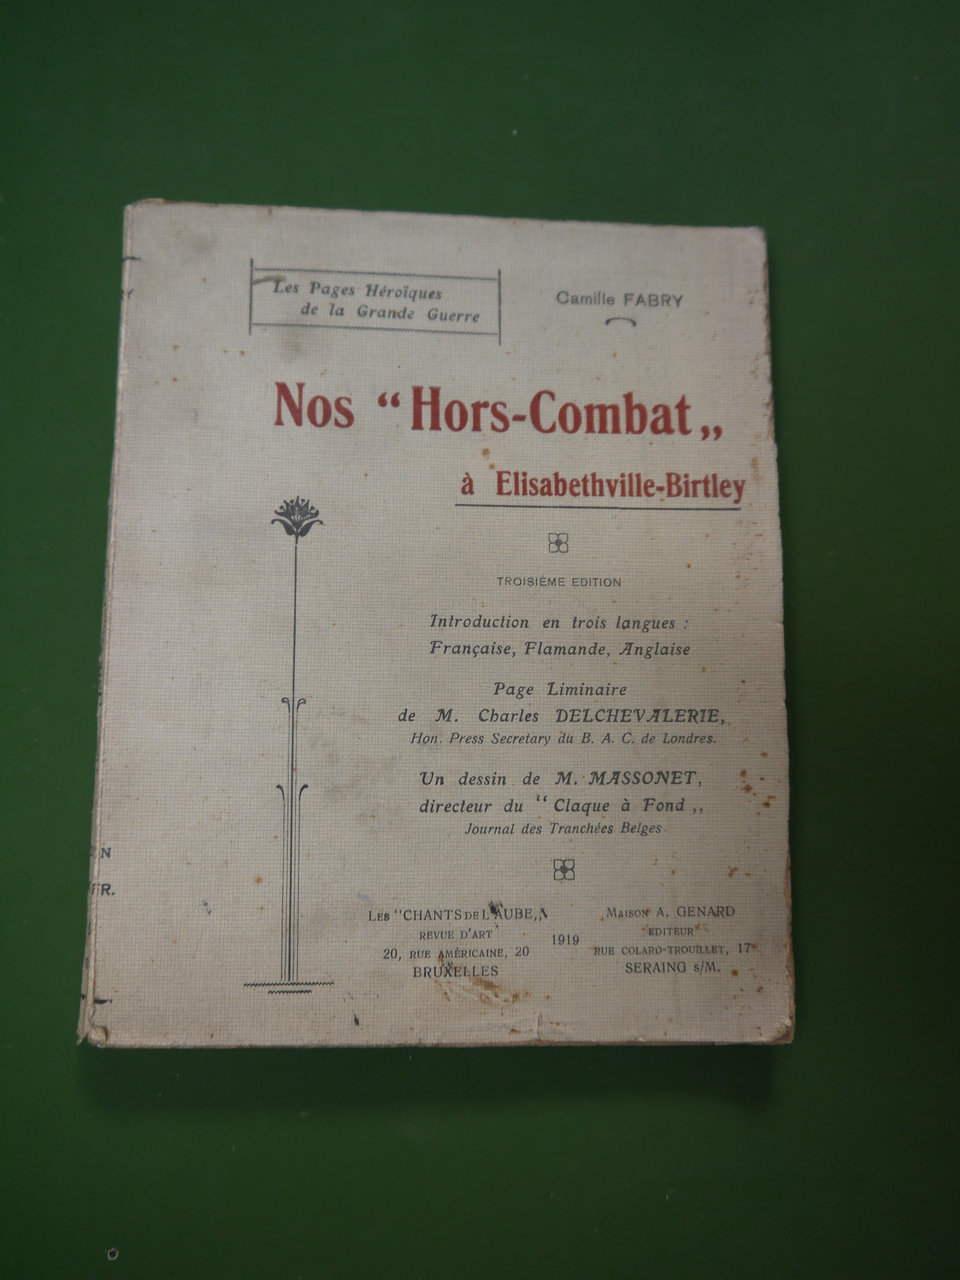 Les Pages Héroïques
de la Grande Guerre
Camille FABRY
Nos “Hors-Combat„
à Elisabethville-Birtley
TROISIÈME EDITION
Introduction en trois langues :
Française, Flamande, Anglaise
Page Liminaire
de M. Charles DELCHEVALERIE,
Hon. Press Secretary du B. A. C. de Londres.
Un dessin de M. MASSONET,
directeur du “Claque à Fond„
Journal des Tranchées Belges
LES “CHANTS DE L'AUBE„
REVUE D'ART
20, RUE AMÉRICAINE, 20
BRUXELLES
1919
MAISON A. GENARD
EDITEUR
RUE COLARD-TROUILLET, 17
SERAING s/M.
N
FR.